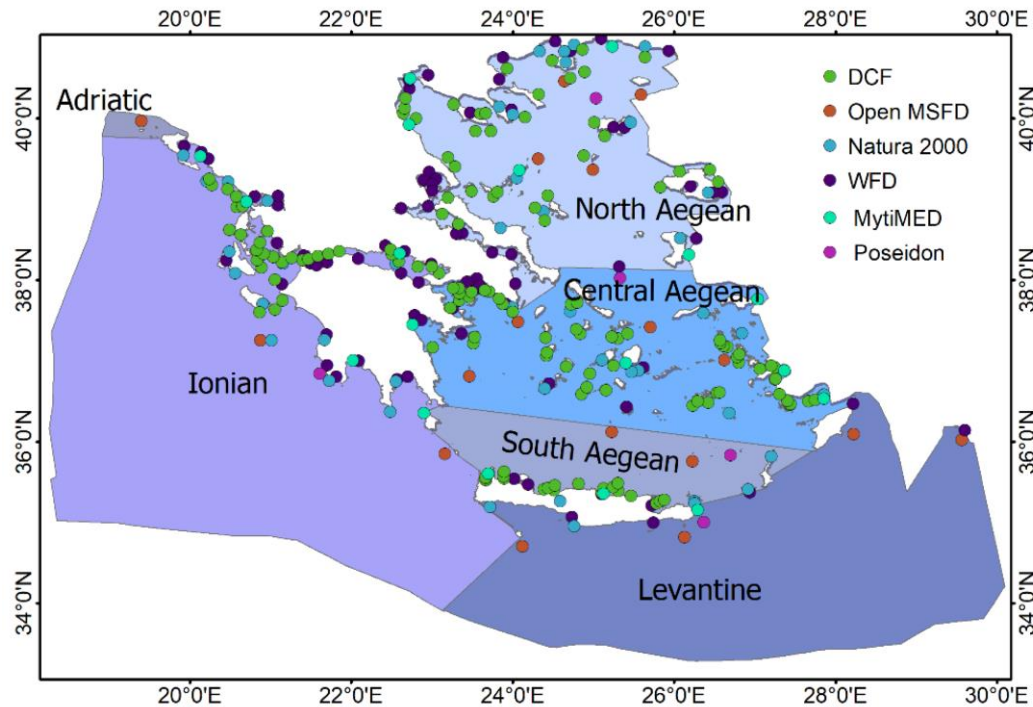 20°0'E 22°0'E 24°0'E 26°0'E 28°0'E 30°0'E
40°0'N
38°0'N
36°0'N
34°0'N
Adriatic
DCF
Open MSFD
Natura 2000
WFD
MytiMED
Poseidon
North Aegean
Central Aegean
Ionian
South Aegean
Levantine
40°0'N
38°0'N
36°0'N
34°0'N
20°0'E 22°0'E 24°0'E 26°0'E 28°0'E 30°0'E